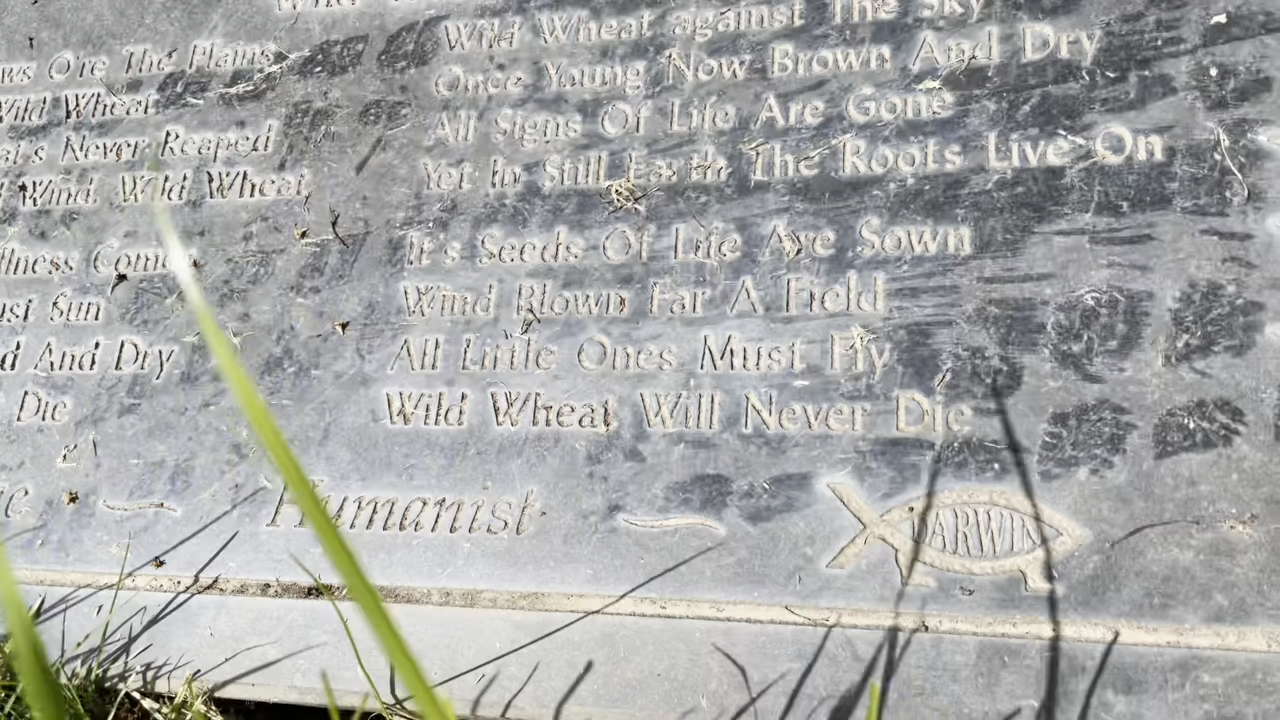 ws O're The Plains
Wild Wheat
at's Never Reaped
Wind, Wild Wheat,
llness Comes
ust Sun
d And Dry
Die
Wild Wheat against The Sky
Once Young Now Brown And Dry
All Signs Of Life Are Gone
Yet In Still Earth The Roots Live On
It's Seeds Of Life Are Sown
Wind Blown Far A Field
All Little Ones Must Fly
Wild Wheat, Will Never Die
ic ~ Humanist ~ DARWIN